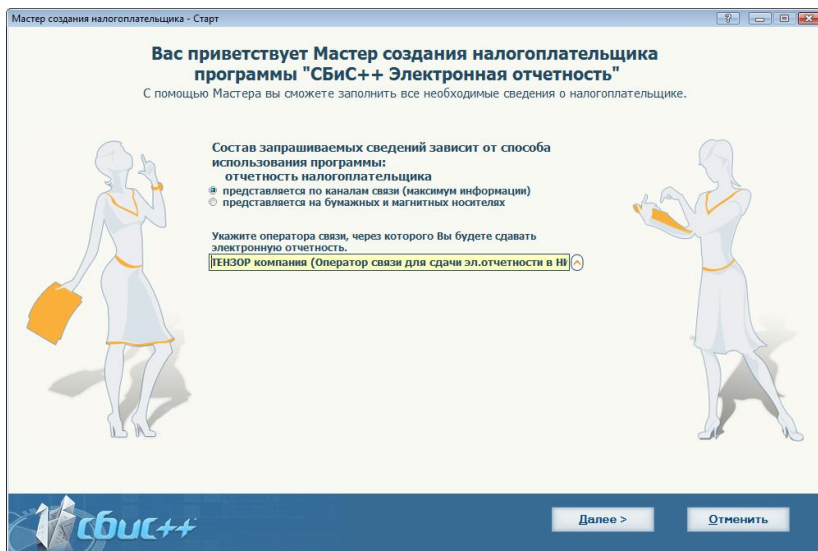 Мастер создания налогоплательщика - Старт
Вас приветствует Мастер создания налогоплательщика
программы "СБиС++ Электронная отчетность"
С помощью Мастера вы сможете заполнить все необходимые сведения о налогоплательщике.
Состав запрашиваемых сведений зависит от способа
использования программы:
отчетность налогоплательщика
представляется по каналам связи (максимум информации)
представляется на бумажных и магнитных носителях
Укажите оператора связи, через которого Вы будете сдавать
электронную отчетность.
ТЕНЗОР компания (Оператор связи для сдачи эл.отчетности в НИ
сбис++
Далее >
Отменить